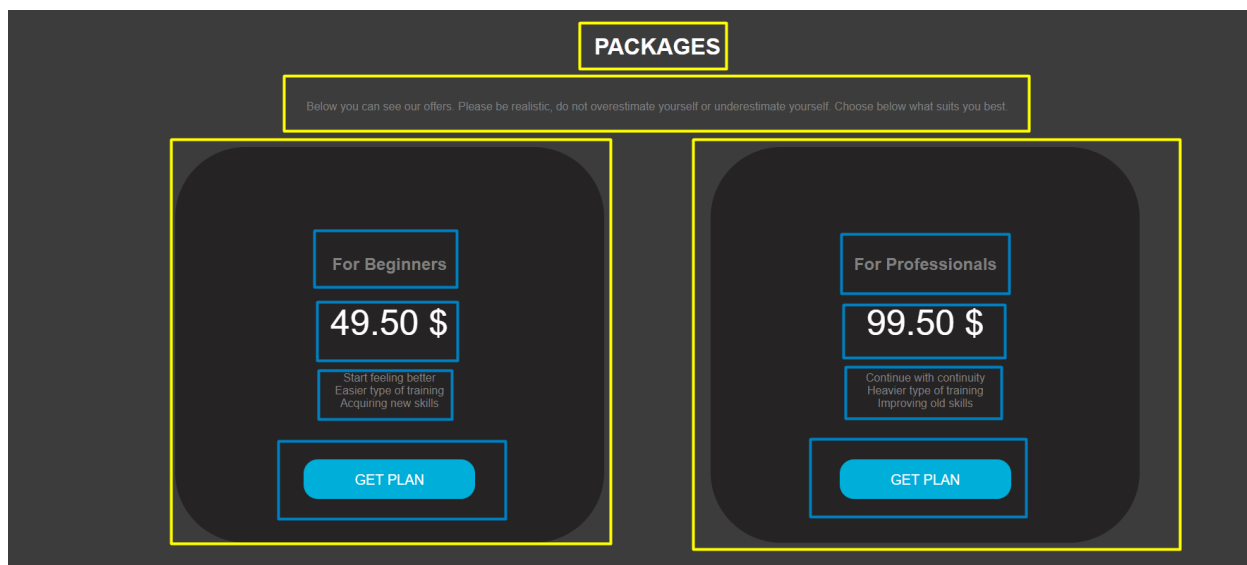 PACKAGES
Below you can see our offers. Please be realistic, do not overestimate yourself or underestimate yourself. Choose below what suits you best.
For Beginners
49.50 $
Start feeling better
Easier type of training
Acquiring new skills
GET PLAN
For Professionals
99.50 $
Continue with continuity
Heavier type of training
Improving old skills
GET PLAN